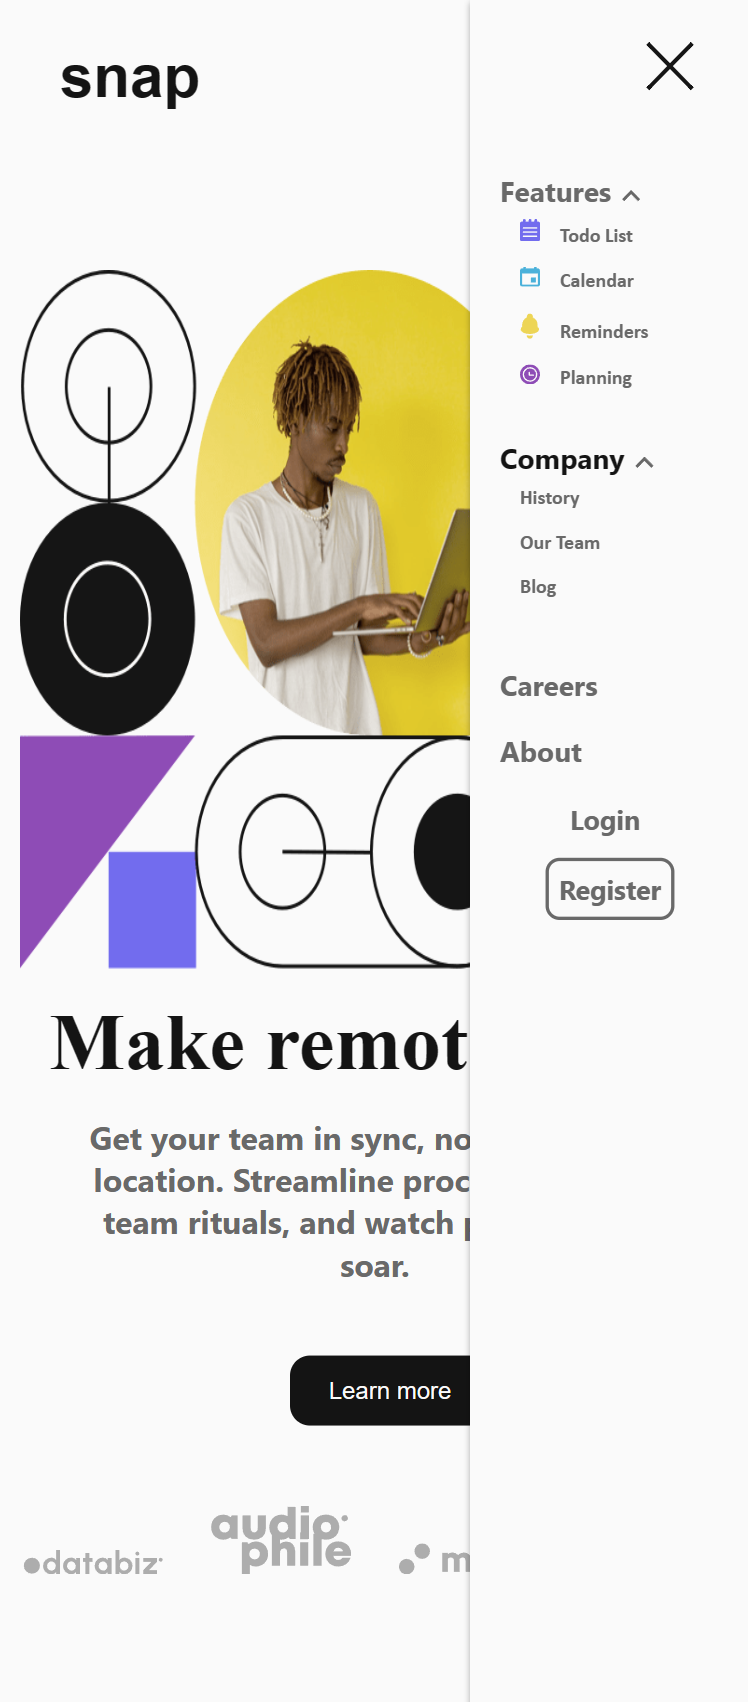 snap
Features
Todo List
Calendar
Reminders
Planning
Company
History
Our Team
Blog
Careers
About
Login
Register
Make remot
Get your team in sync, no
location. Streamline proc
team rituals, and watch
soar.
Learn more
databiz
audio
phile
m